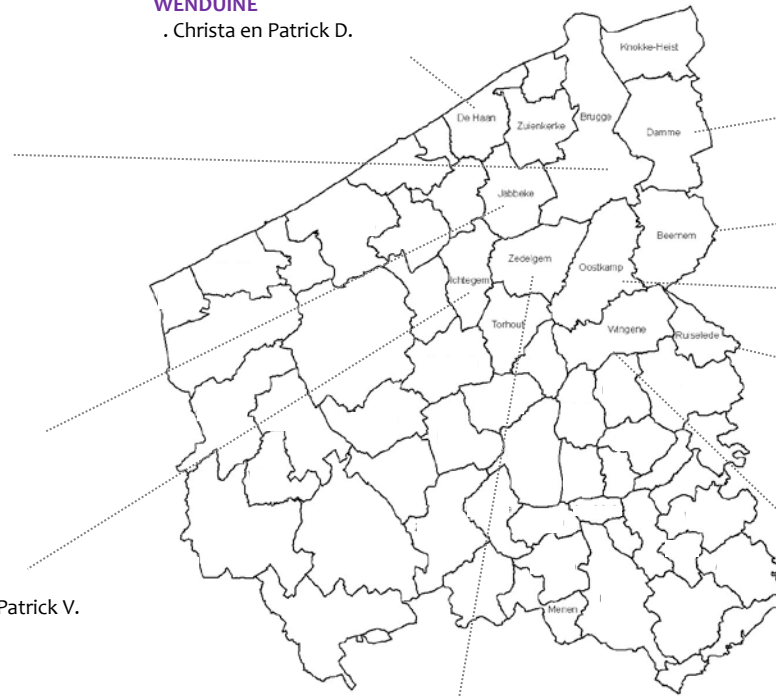 WENDUINE
. Christa en Patrick D.
Knokke-Heist
De Haan
Zuienkerke
Brugge
Damme
Jabbeke
Beernem
Zedelgem
Oostkamp
Ichtegem
Torhout
Wingene
Ruiselede
Patrick V.
Menen